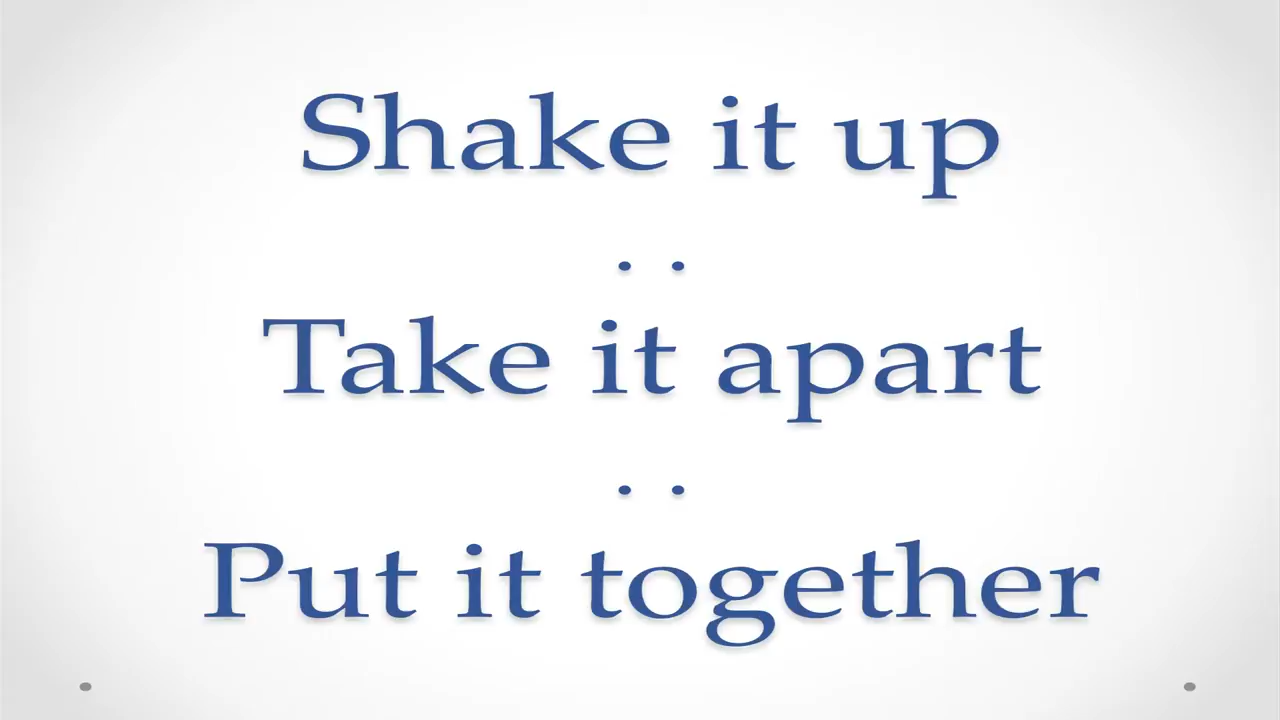 Shake it up
. .
Take it apart
. .
Put it together